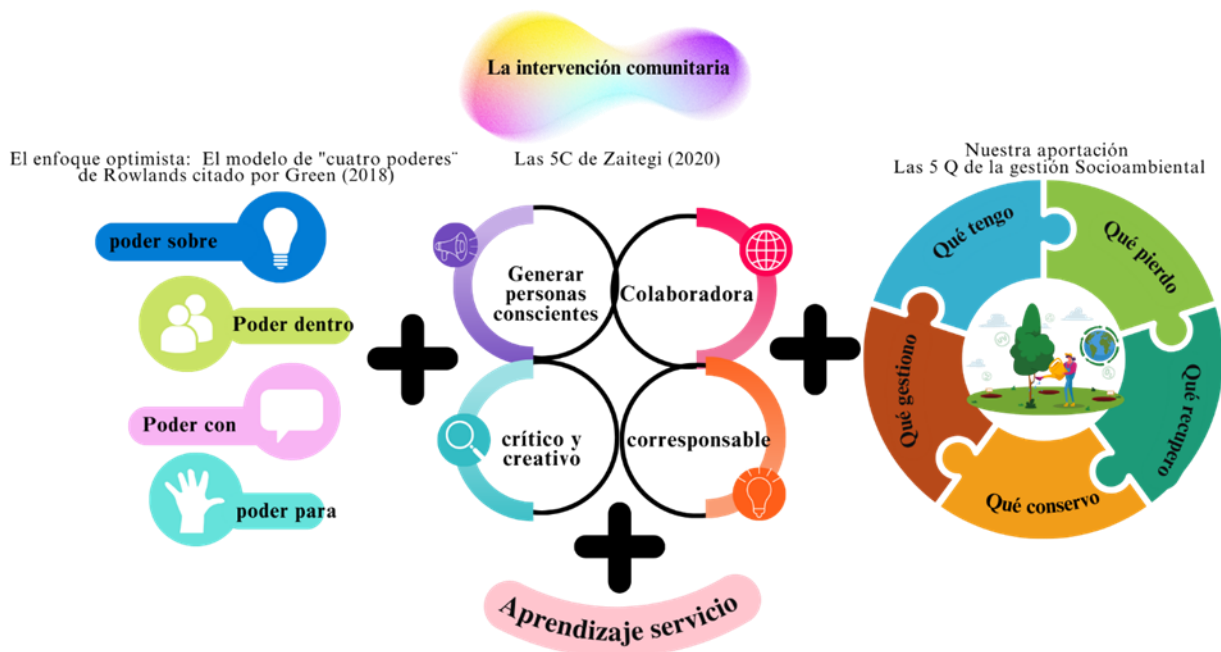 La intervención comunitaria
El enfoque optimista: El modelo de "cuatro poderes¨
de Rowlands citado por Green (2018)
poder sobre
Poder dentro
Poder con
poder para
Las 5C de Zaitegi (2020)
Generar
personas
conscientes
Colaboradora
crítico y
creativo
corresponsable
Aprendizaje servicio
Nuestra aportación
Las 5 Q de la gestión Socioambiental
Qué tengo
Qué pierdo
Qué recupero
Qué conservo
Qué gestiono